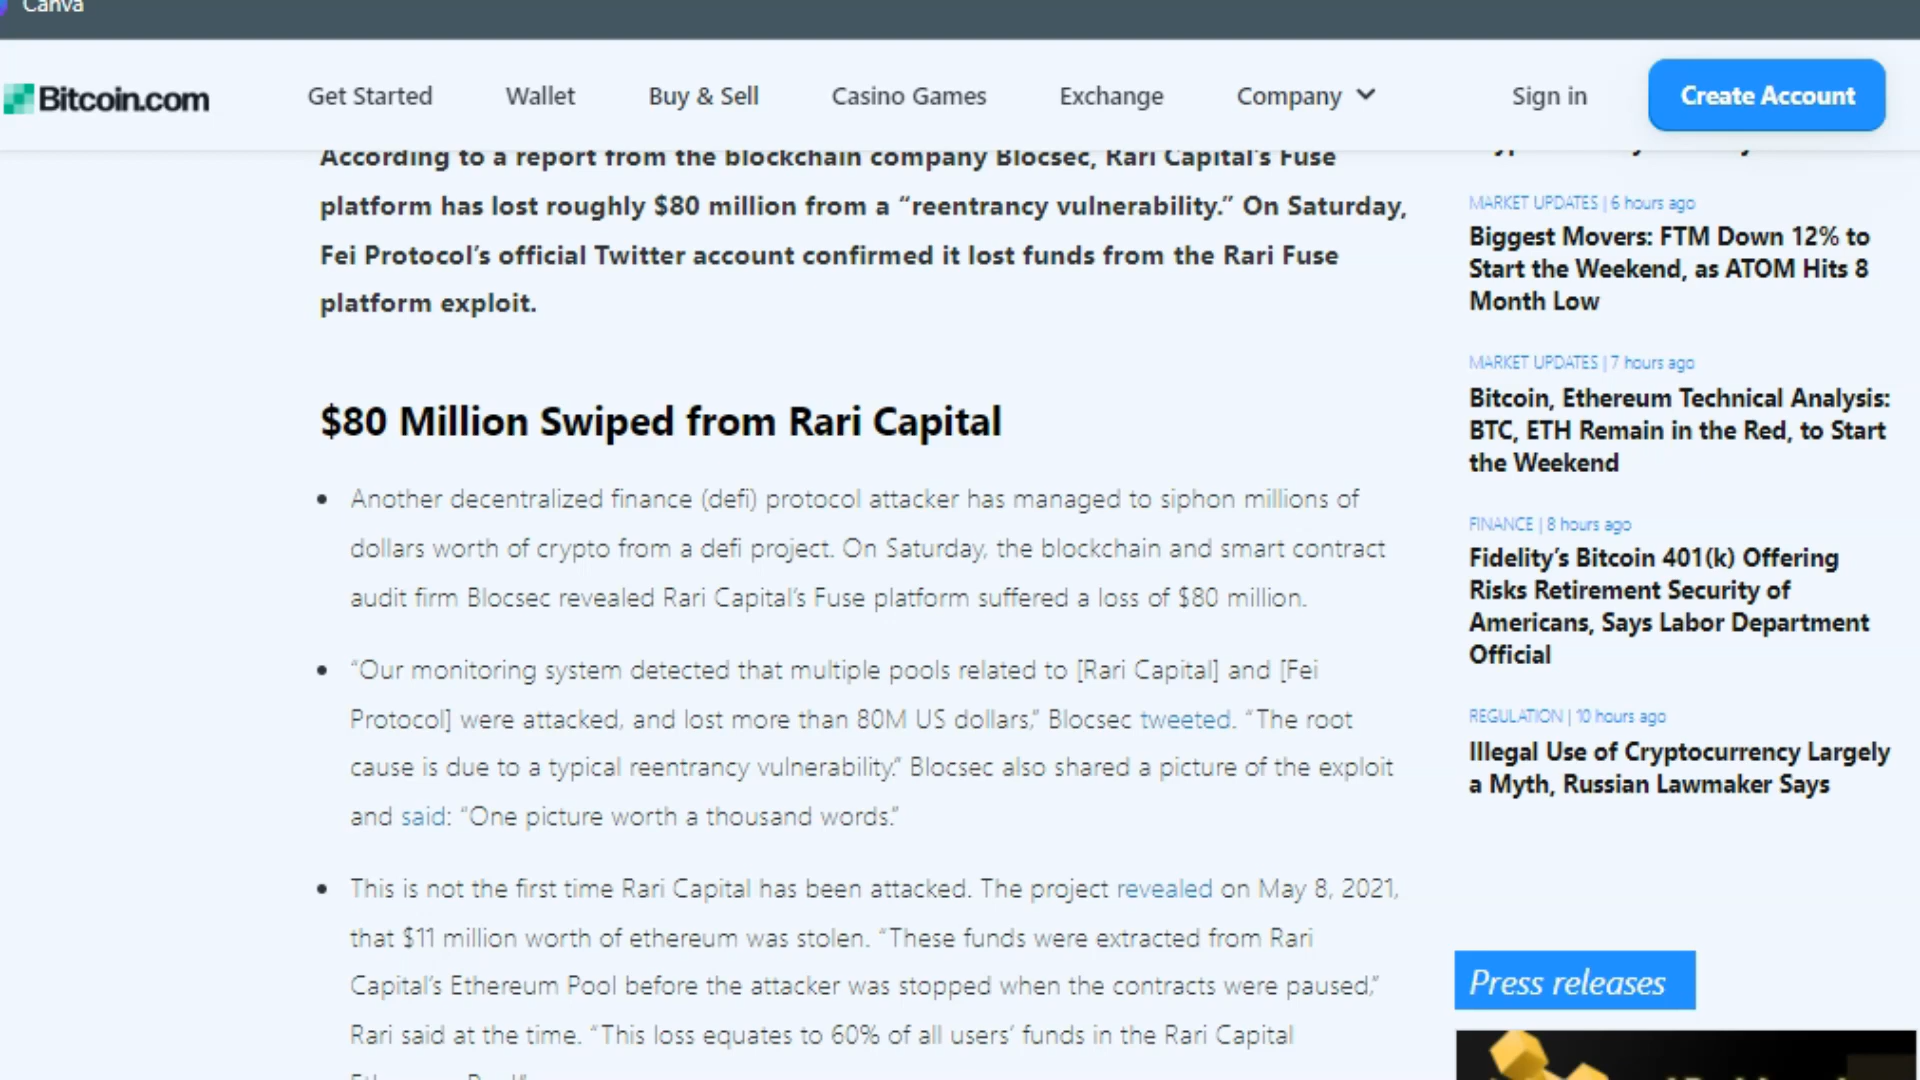 Canva
Bitcoin.com
Get Started
Wallet
Buy & Sell
Casino Games
Exchange
Company
Sign in
Create Account
According to a report from the blockchain company Blocsec, Rari Capital’s Fuse
platform has lost roughly $80 million from a “reentrancy vulnerability.” On Saturday,
Fei Protocol’s official Twitter account confirmed it lost funds from the Rari Fuse
platform exploit.
$80 Million Swiped from Rari Capital
• Another decentralized finance (defi) protocol attacker has managed to siphon millions of
dollars worth of crypto from a defi project. On Saturday, the blockchain and smart contract
audit firm Blocsec revealed Rari Capital’s Fuse platform suffered a loss of $80 million.
• “Our monitoring system detected that multiple pools related to [Rari Capital] and [Fei
Protocol] were attacked, and lost more than 80M US dollars,” Blocsec tweeted. “The root
cause is due to a typical reentrancy vulnerability.” Blocsec also shared a picture of the exploit
and said: “One picture worth a thousand words.”
• This is not the first time Rari Capital has been attacked. The project revealed on May 8, 2021,
that $11 million worth of ethereum was stolen. “These funds were extracted from Rari
Capital’s Ethereum Pool before the attacker was stopped when the contracts were paused,”
Rari said at the time. “This loss equates to 60% of all users’ funds in the Rari Capital
MARKET UPDATES | 6 hours ago
Biggest Movers: FTM Down 12% to
Start the Weekend, as ATOM Hits 8
Month Low
MARKET UPDATES | 7 hours ago
Bitcoin, Ethereum Technical Analysis:
BTC, ETH Remain in the Red, to Start
the Weekend
FINANCE | 8 hours ago
Fidelity’s Bitcoin 401(k) Offering
Risks Retirement Security of
Americans, Says Labor Department
Official
REGULATION | 10 hours ago
Illegal Use of Cryptocurrency Largely
a Myth, Russian Lawmaker Says
Press releases